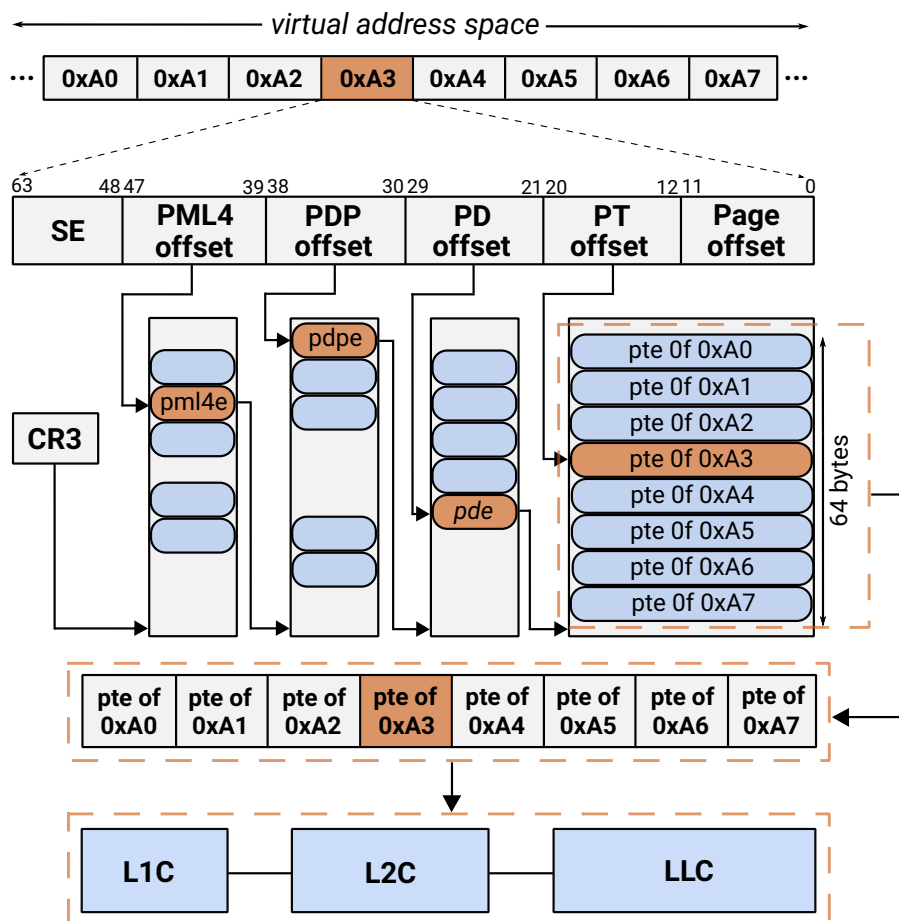 virtual address space
... 0xA0 0xA1 0xA2 0xA3 0xA4 0xA5 0xA6 0xA7 ...
63 48 47 39 38 30 29 21 20 12 11 0
SE
PML4
offset
PDP
offset
PD
offset
PT
offset
Page
offset
CR3
pml4e
pdpe
pde
pte 0f 0xA0
pte 0f 0xA1
pte 0f 0xA2
pte 0f 0xA3
pte 0f 0xA4
pte 0f 0xA5
pte 0f 0xA6
pte 0f 0xA7
64 bytes
pte of
0xA0
pte of
0xA1
pte of
0xA2
pte of
0xA3
pte of
0xA4
pte of
0xA5
pte of
0xA6
pte of
0xA7
L1C
L2C
LLC